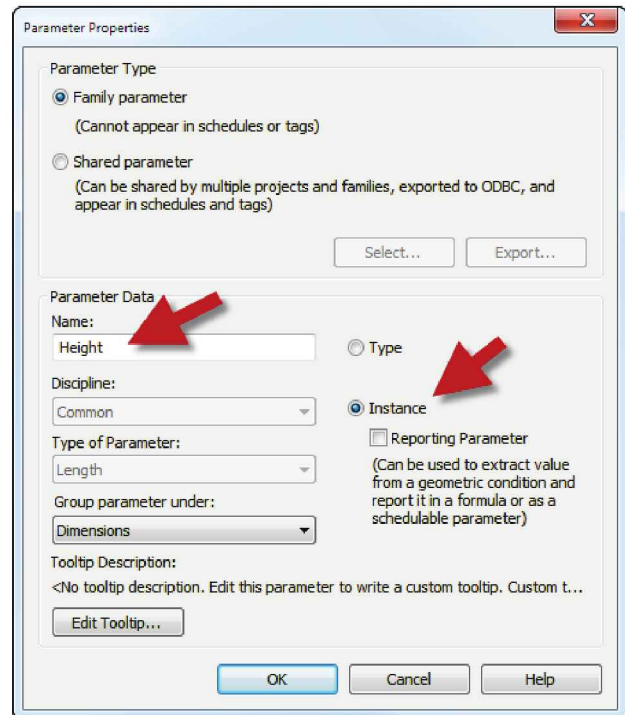 Parameter Properties
Parameter Type
Family parameter
(Cannot appear in schedules or tags)
Shared parameter
(Can be shared by multiple projects and families, exported to ODBC, and
appear in schedules and tags)
Select...
Export...
Parameter Data
Name:
Height
Type
Discipline:
Common
Instance
Reporting Parameter
Type of Parameter:
(Can be used to extract value
from a geometric condition and
report it in a formula or as a
schedulable parameter)
Length
Group parameter under:
Dimensions
Tooltip Description:
<No tooltip description. Edit this parameter to write a custom tooltip. Custom t...
Edit Tooltip...
OK
Cancel
Help